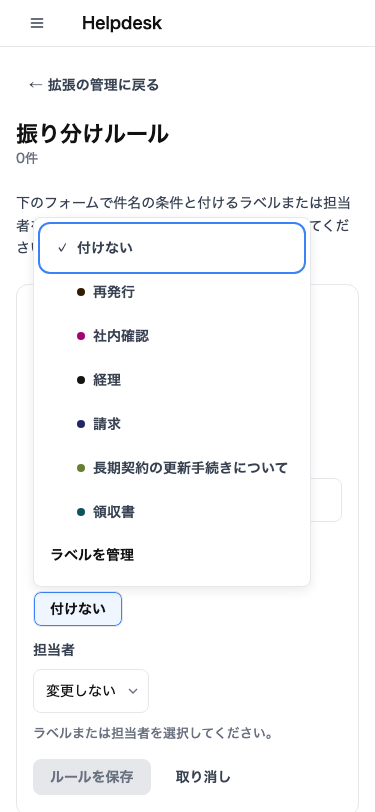 Helpdesk
← 拡張の管理に戻る
振り分けルール
0件
下のフォームで件名の条件と付けるラベルまたは担当
者 てくだ
さい
✓ 付けない
再発行
社内確認
経理
請求
長期契約の更新手続きについて
領収書
ラベルを管理
付けない
担当者
変更しない
ラベルまたは担当者を選択してください。
ルールを保存 取り消し